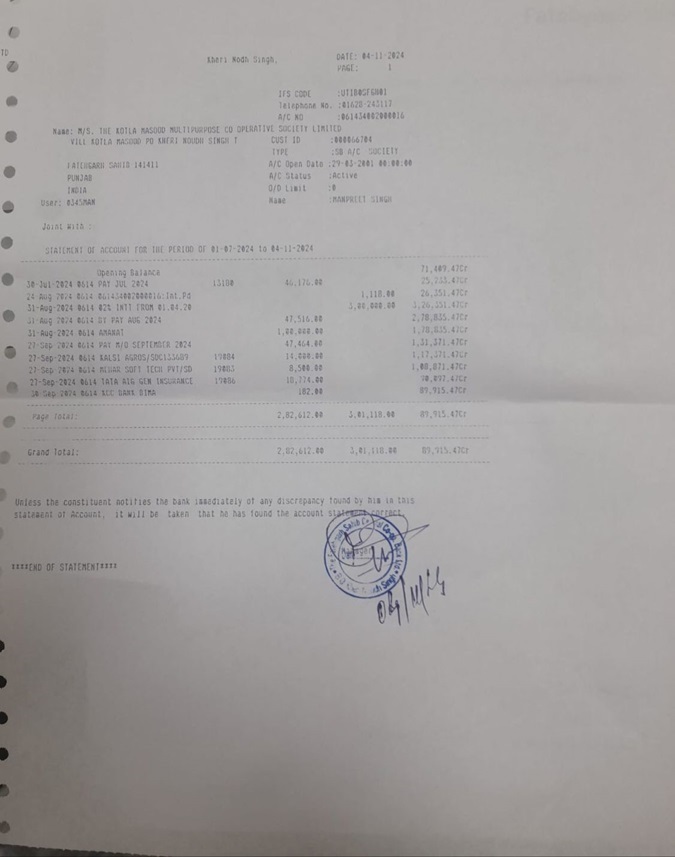 TD
Kheri Nodh Singh,
DATE: 04-11-2024
PAGE: 1
IFS CODE :UTIB0SFGH01
Telephone No. :01628-243117
A/C NO :061434002000016
Name: M/S. THE KOTLA MASOOD MULTIPURPOSE CO OPERATIVE SOCIETY LIMITED
VILL KOTLA MASOOD PO KHERI NOUDH SINGH T CUST ID :000066704
TYPE :SB A/C SOCIETY
FATEHGARH SAHIB 141411 A/C Open Date :29-03-2001 00:00:00
PUNJAB A/C Status :Active
INDIA O/D Limit :0
User: 0345MAN Name :MANPREET SINGH
Joint With :-
STATEMENT OF ACCOUNT FOR THE PERIOD OF 01-07-2024 to 04-11-2024
Opening Balance 71,409.47Cr
30-Jul-2024 0614 PAY JUL 2024 46,176.00 25,233.47Cr
24-Aug 2024 0614 061434002000016:Int.Pd 1,118.00 26,351.47Cr
31-Aug-2024 0614 02% INTT FROM 01.04.20 3,00,000.00 3,26,351.47Cr
31-Aug 2024 0614 BY PAY AUG 2024 47,516.00 2,78,835.47Cr
31-Aug-2024 0614 AMANAT 1,00,000.00 1,78,835.47Cr
27-Sep-2024 0614 PAY M/O SEPTEMBER 2024 47,464.00 1,31,371.47Cr
27-Sep-2024 0614 KALSI AGROS/SOC133609 19884 14,000.00 1,17,371.47Cr
27-Sep-2024 0614 SOFT TECH PVT/SD 19885 8,500.00 1,08,871.47Cr
27-Sep-2024 0614 TATA AIG GEN INSURANCE 19886 18,774.00 90,097.47Cr
30-Sep-2024 0614 ACC BIMA 182.00 89,915.47Cr
Page Total: 2,82,612.00 3,01,118.00 89,915.47Cr
Grand Total: 2,82,612.00 3,01,118.00 89,915.47Cr
Unless the constituent notifies the bank immediately of any discrepancy found by him in this
statement of Account, it will be taken that he has found the account statement correct.
Manager
****END OF STATEMENT****